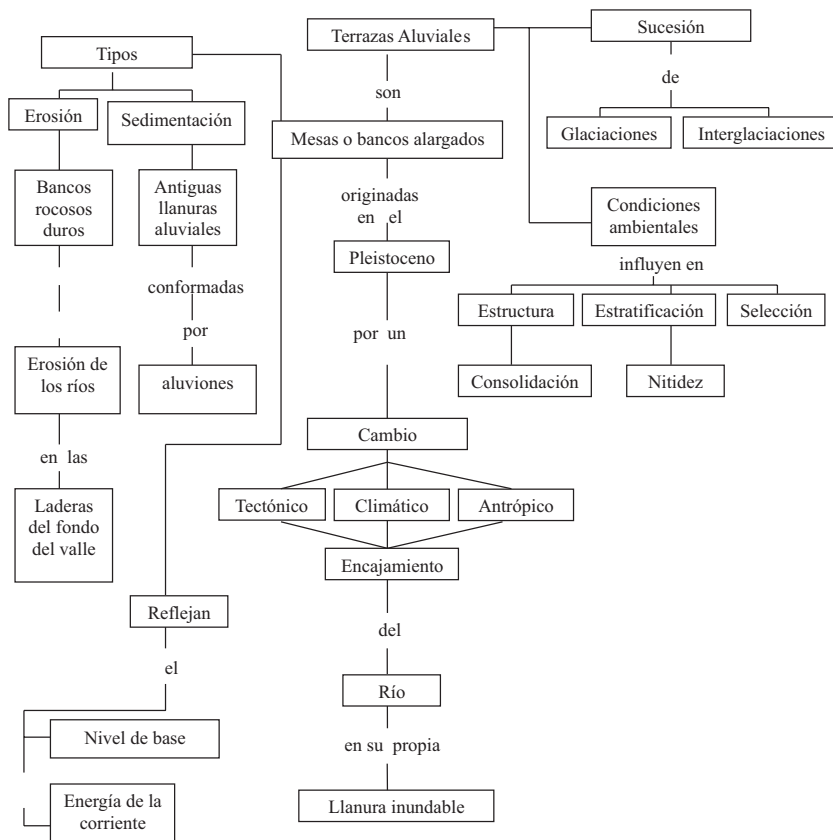 Tipos
Erosión
Sedimentación
Bancos
rocosos
duros
Antiguas
llanuras
aluviales
conformadas
por
aluviones
Erosión de
los ríos
en las
Laderas
del fondo
del valle
Reflejan
el
Nivel de base
Energía de la
corriente
Terrazas Aluviales
son
Mesas o bancos alargados
originadas
en el
Pleistoceno
por un
Cambio
Tectónico
Climático
Antrópico
Encajamiento
del
Río
en su propia
Llanura inundable
Sucesión
de
Glaciaciones
Interglaciaciones
Condiciones
ambientales
influyen en
Estructura
Estratificación
Selección
Consolidación
Nitidez